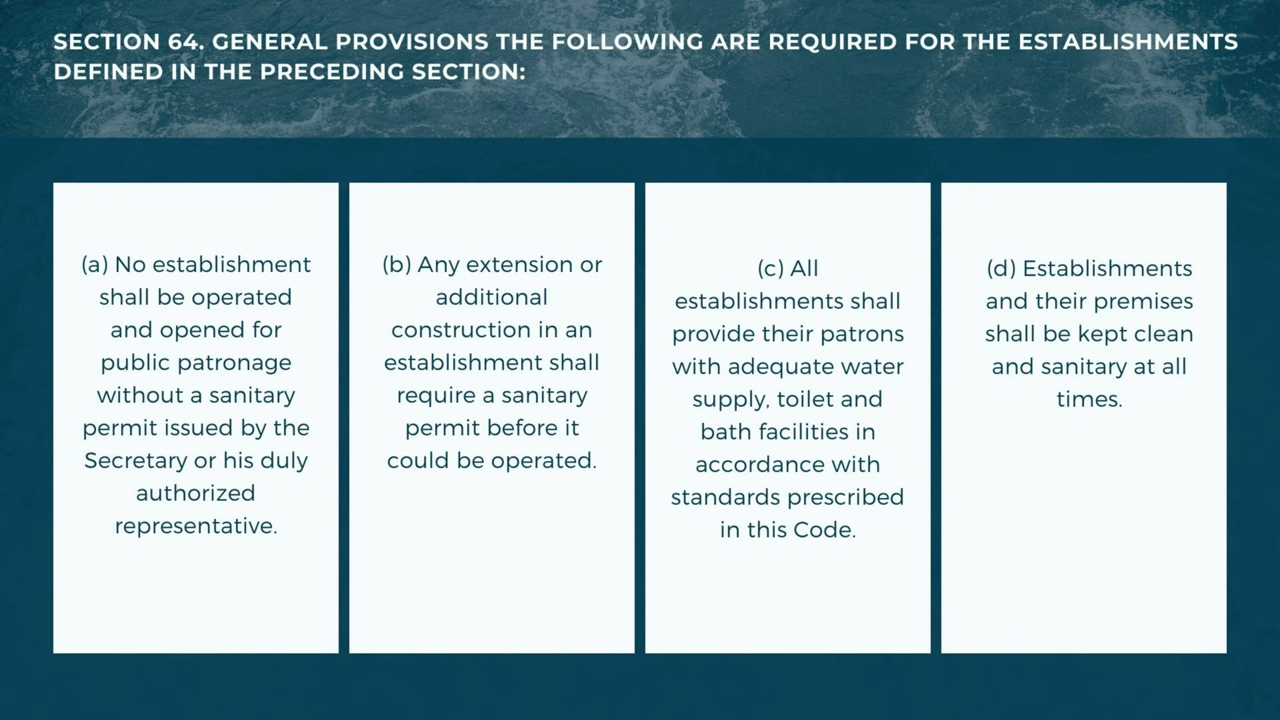 SECTION 64. GENERAL PROVISIONS THE FOLLOWING ARE REQUIRED FOR THE ESTABLISHMENTS
DEFINED IN THE PRECEDING SECTION:
(a) No establishment
shall be operated
and opened for
public patronage
without a sanitary
permit issued by the
Secretary or his duly
authorized
representative.
(b) Any extension or
additional
construction in an
establishment shall
require a sanitary
permit before it
could be operated.
(c) All
establishments shall
provide their patrons
with adequate water
supply, toilet and
bath facilities in
accordance with
standards prescribed
in this Code.
(d) Establishments
and their premises
shall be kept clean
and sanitary at all
times.